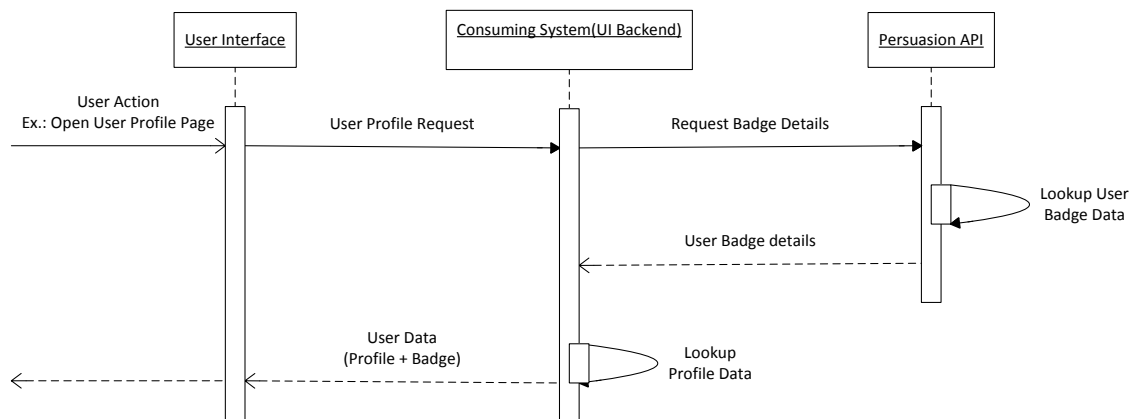 User Interface
Consuming System(UI Backend)
Persuasion API
User Action
Ex.: Open User Profile Page
User Profile Request
Request Badge Details
Lookup User
Badge Data
User Badge details
User Data
(Profile + Badge)
Lookup
Profile Data